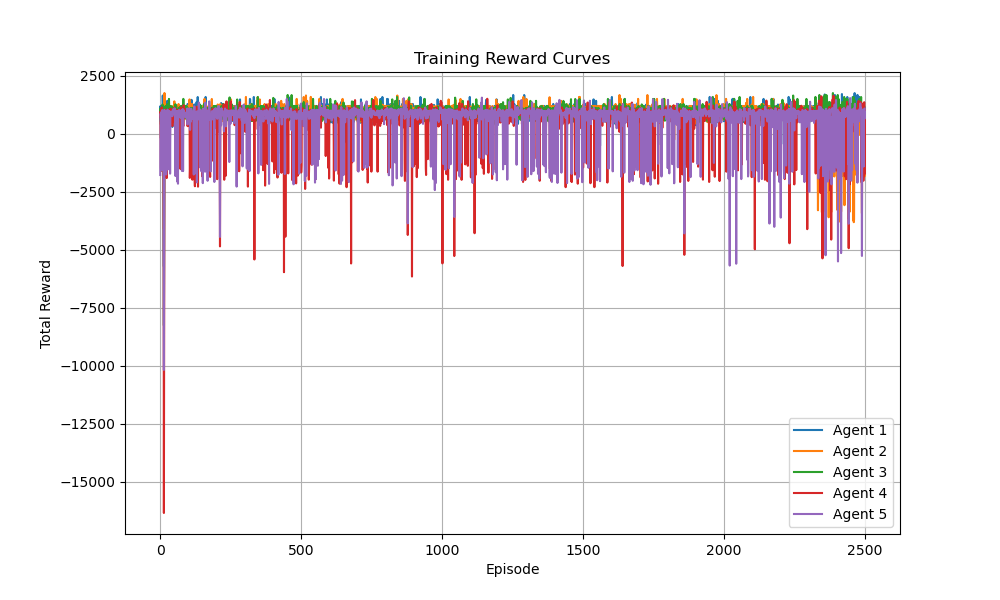 Training Reward Curves
2500
0
−2500
−5000
−7500
−10000
−12500
−15000
Total Reward
0 500 1000 1500 2000 2500
Episode
Agent 1
Agent 2
Agent 3
Agent 4
Agent 5